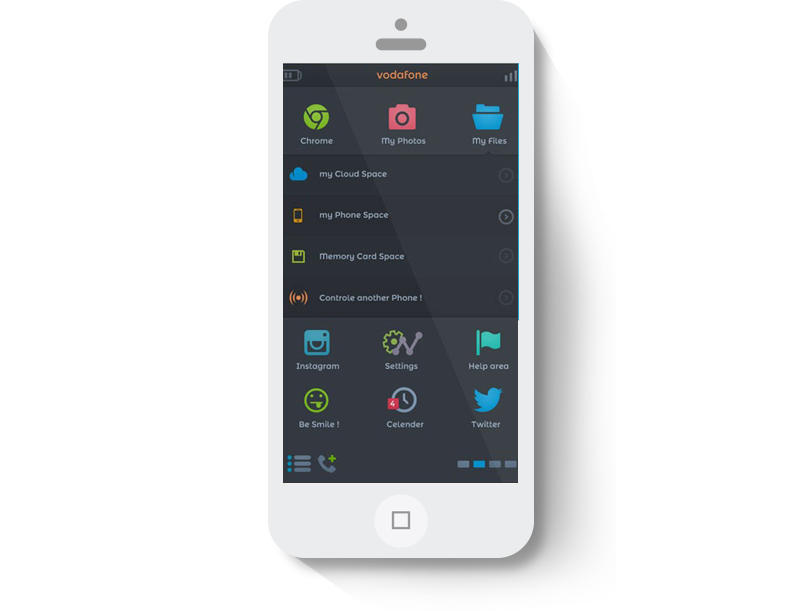 vodafone
Chrome My Photos My Files
my Cloud Space
my Phone Space
Memory Card Space
Controle another Phone !
Instagram Settings Help area
4
Be Smile ! Celender Twitter